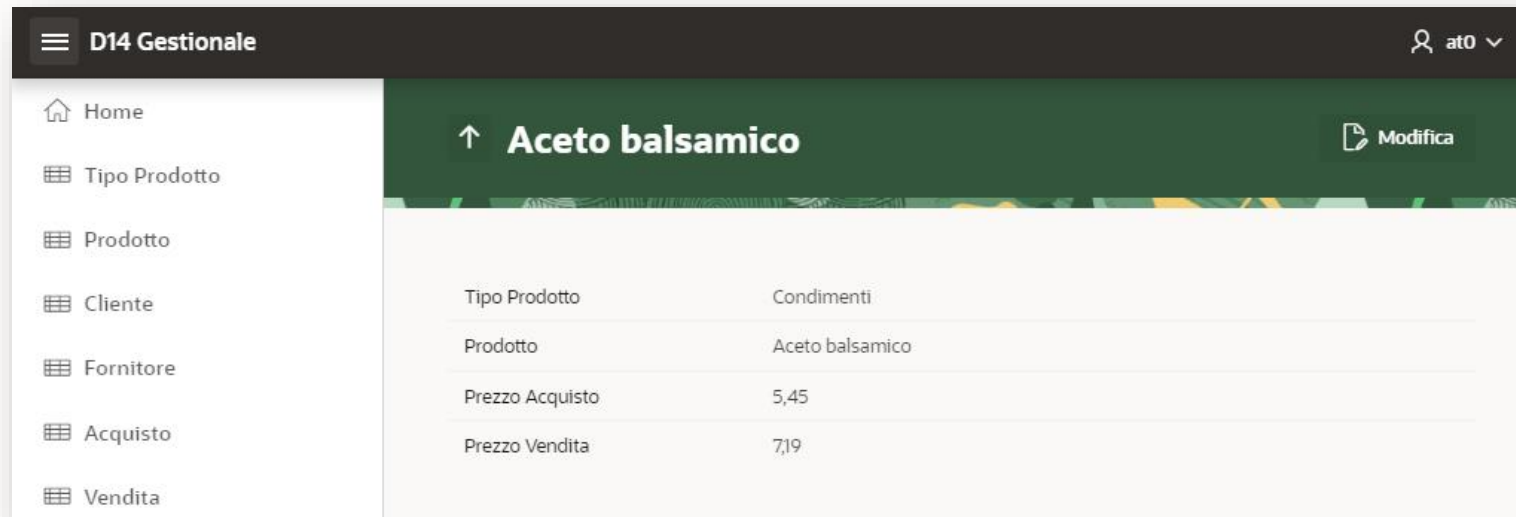 D14 Gestionale
at0
Home
Tipo Prodotto
Prodotto
Cliente
Fornitore
Acquisto
Vendita
Aceto balsamico
Modifica
Tipo Prodotto Condimenti
Prodotto Aceto balsamico
Prezzo Acquisto 5,45
Prezzo Vendita 7,19